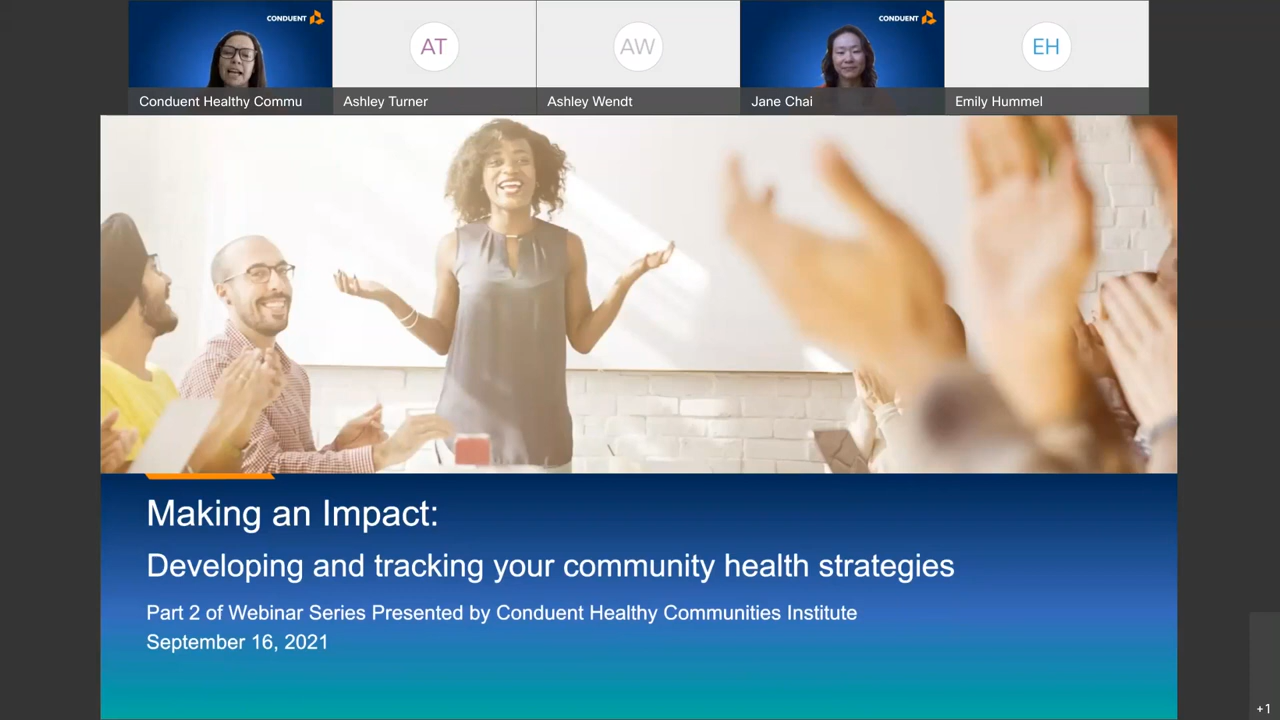 CONDUENT
AT
AW
CONDUENT
EH
Conduent Healthy Commu
Ashley Turner
Ashley Wendt
Jane Chai
Emily Hummel
Making an Impact:
Developing and tracking your community health strategies
Part 2 of Webinar Series Presented by Conduent Healthy Communities Institute
September 16, 2021
+1